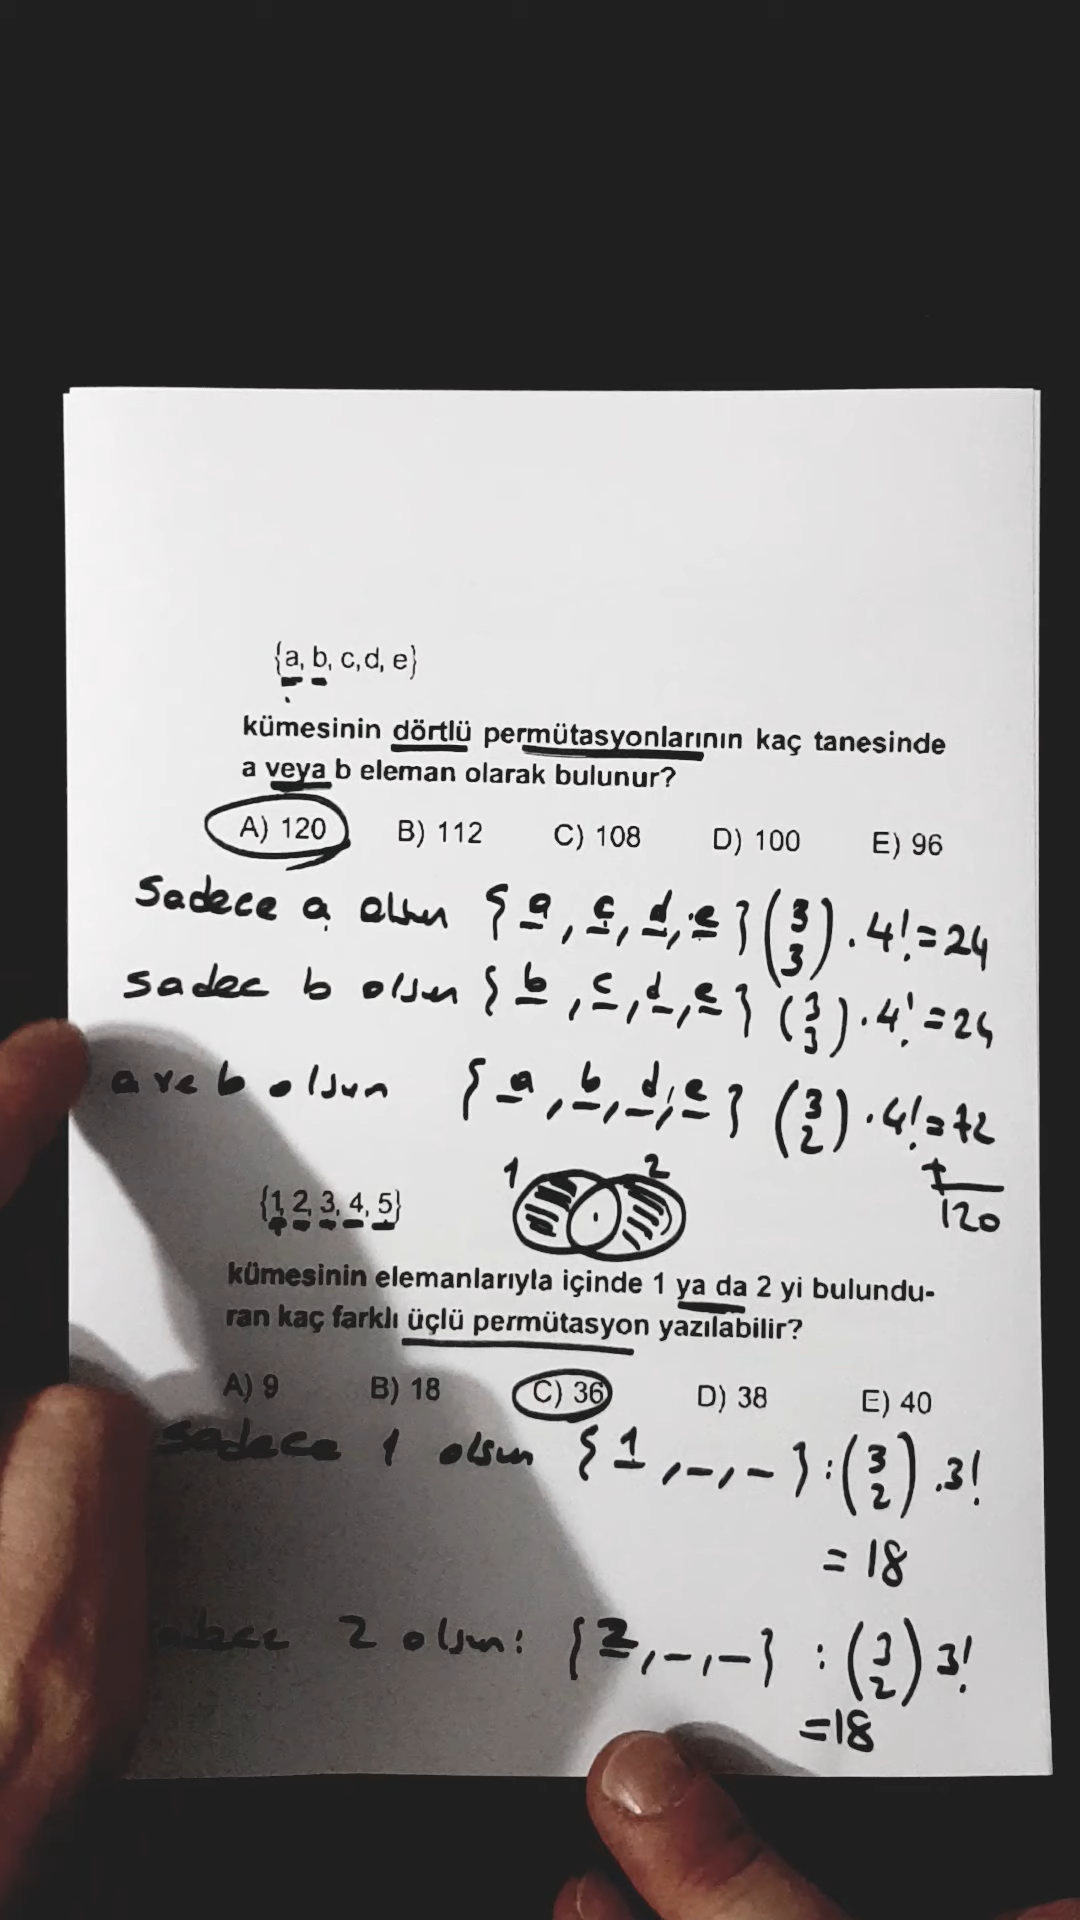 {a, b, c,d, e}
kümesinin dörtlü permütasyonlarının kaç tanesinde
a veya b eleman olarak bulunur?
A) 120 B) 112 C) 108 D) 100 E) 96
Sadece a olsun { a , c, d, e } (3 3) . 4! = 24
sadec b olsun { b , c, d, e } (3 3) . 4! = 24
a ve b olsun { a , b, d, e } (3 2) . 4! = 72
+
120
1 2
{1, 2, 3, 4, 5}
kümesinin elemanlarıyla içinde 1 ya da 2 yi bulundu-
ran kaç farklı üçlü permütasyon yazılabilir?
A) 9 B) 18 C) 36 D) 38 E) 40
Sadece 1 olsun { 1 , _, _ } : (3 2) . 3!
= 18
2 olsun: { 2, _, _ } : (3 2) 3!
= 18